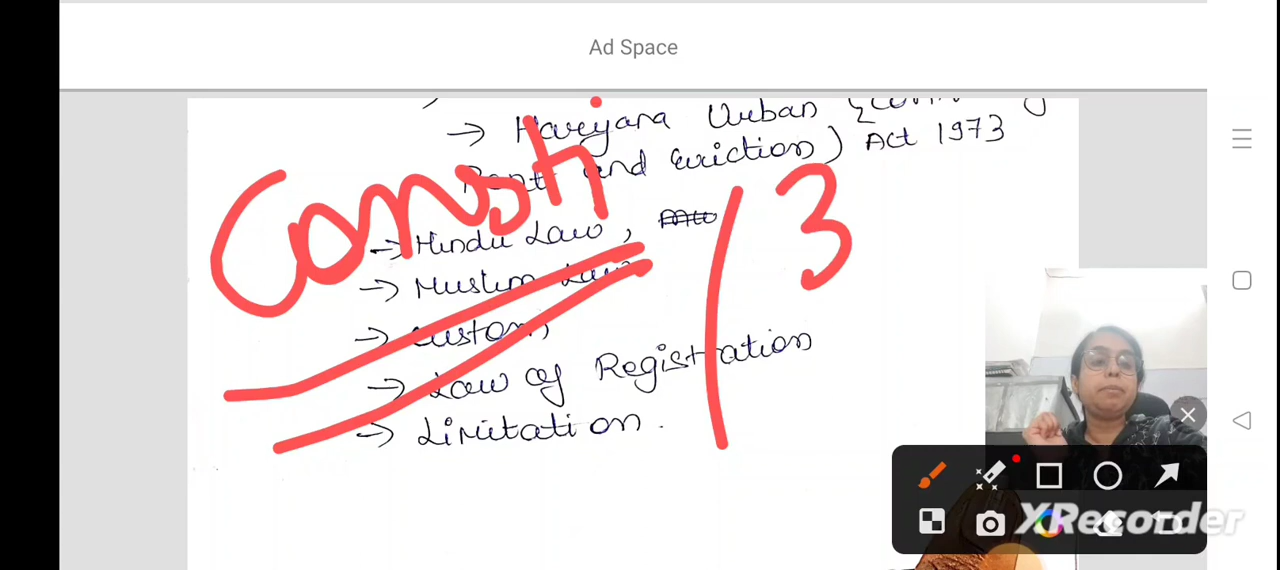 Ad Space
→ Haryana Urban
Rent and Eviction) Act 1973
Consti
→ Hindu Law,
/ 3
→ Muslim Law
→ Custom,
→ Law of Registration
→ Limitation.
XRecorder